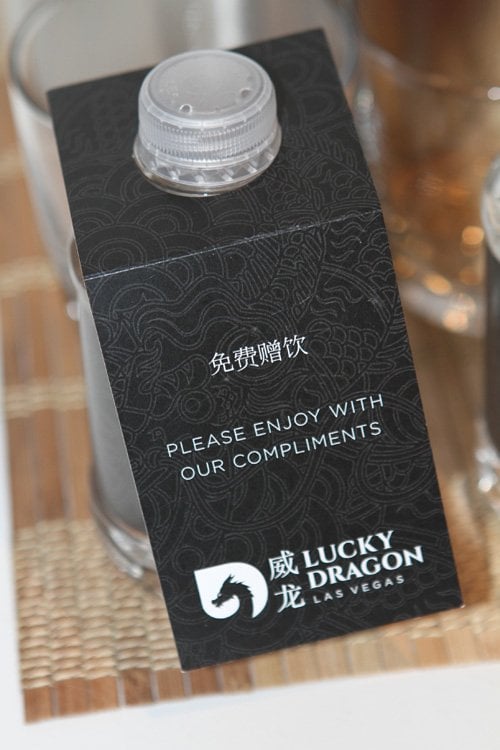 免费赠饮
PLEASE ENJOY WITH
OUR COMPLIMENTS
威龙
LUCKY
DRAGON
LAS VEGAS